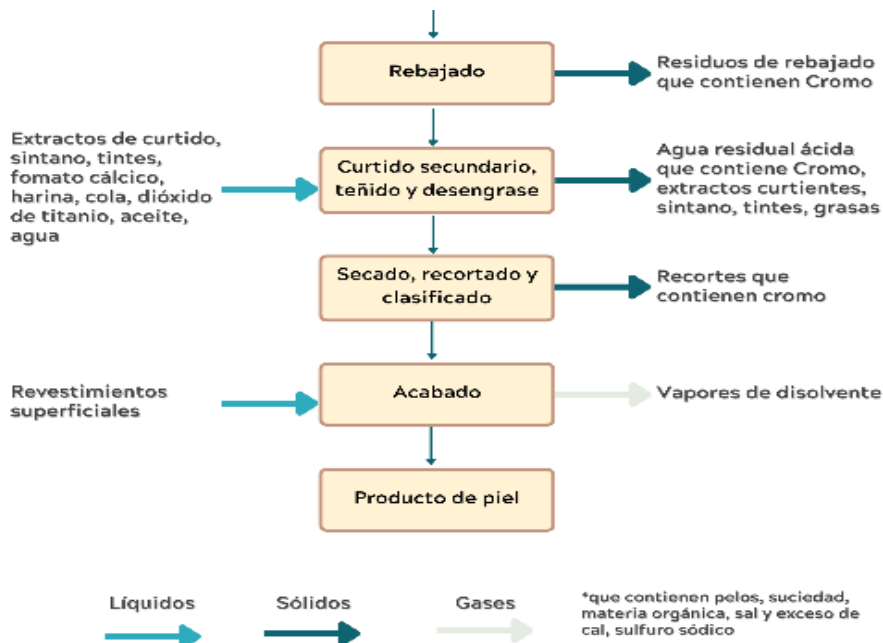 Rebajado
Residuos de rebajado
que contienen Cromo
Extractos de curtido,
sintano, tintes,
fomato cálcico,
harina, cola, dióxido
de titanio, aceite,
agua
Curtido secundario,
teñido y desengrase
Agua residual ácida
que contiene Cromo,
extractos curtientes,
sintano, tintes, grasas
Secado, recortado y
clasificado
Recortes que
contienen cromo
Revestimientos
superficiales
Acabado
Vapores de disolvente
Producto de piel
Líquidos
Sólidos
Gases
*que contienen pelos, suciedad,
materia orgánica, sal y exceso de
cal, sulfuro sódico